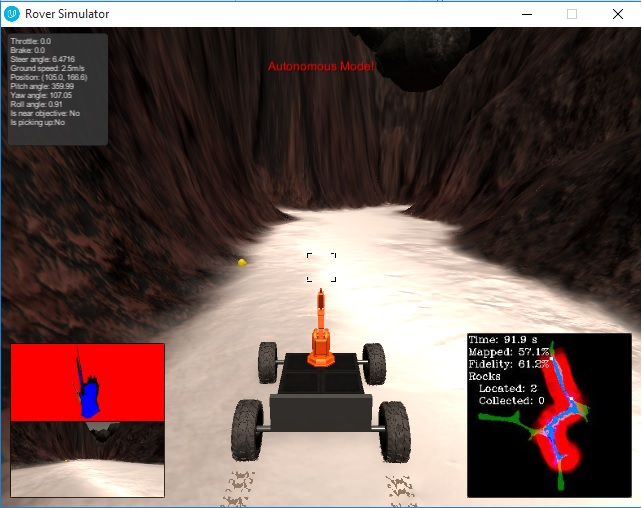 Rover Simulator
Throttle: 0.0
Brake: 0.0
Steer angle: 6.4716
Ground speed: 2.5m/s
Position: (105.0, 166.6)
Pitch angle: 359.99
Yaw angle: 107.05
Roll angle: 0.91
Is near objective: No
Is picking up:No
Autonomous Mode!
Time: 91.9 s
Mapped: 57.1%
Fidelity: 61.2%
Rocks
Located: 2
Collected: 0